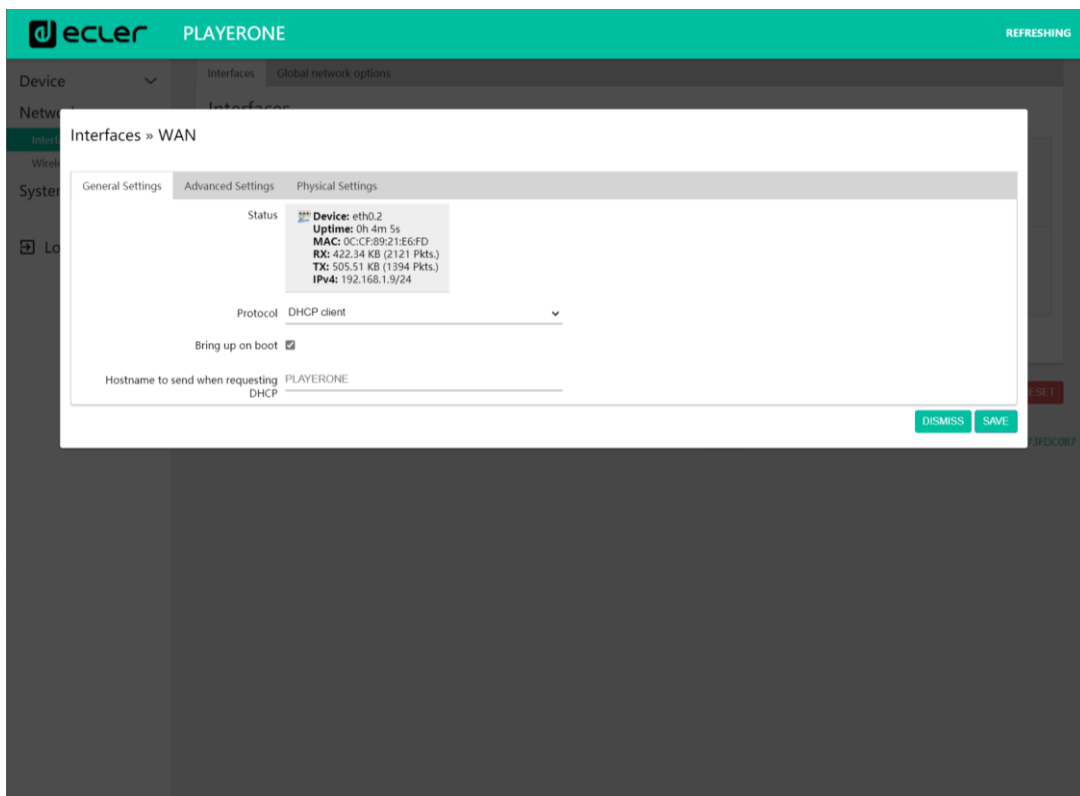 ecler PLAYERONE REFRESHING
Device
Interfaces Global network options
Interfaces
Interfaces » WAN
General Settings Advanced Settings Physical Settings
Status
Device: eth0.2
Uptime: 0h 4m 5s
MAC: 0C:CF:89:21:E6:FD
RX: 422.34 KB (2121 Pkts.)
TX: 505.51 KB (1394 Pkts.)
IPv4: 192.168.1.9/24
Protocol DHCP client
Bring up on boot
Hostname to send when requesting PLAYERONE
DHCP
DISMISS SAVE